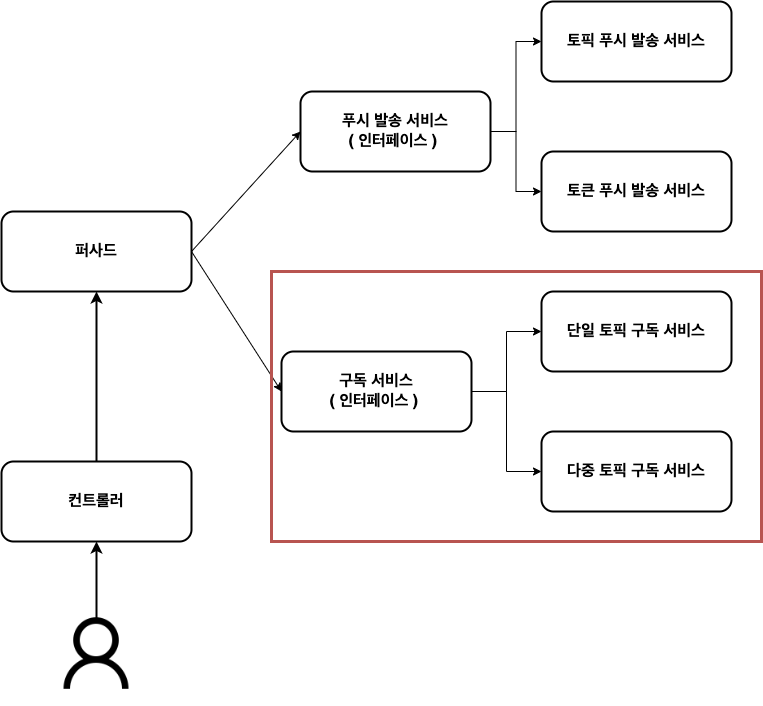 토픽 푸시 발송 서비스
푸시 발송 서비스
( 인터페이스 )
토큰 푸시 발송 서비스
퍼사드
단일 토픽 구독 서비스
구독 서비스
( 인터페이스 )
다중 토픽 구독 서비스
컨트롤러